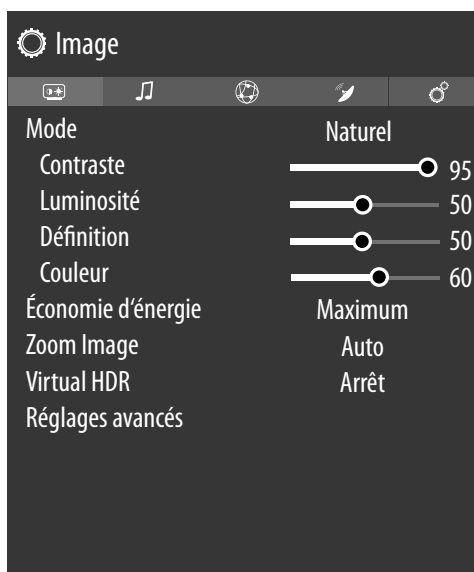 Image
Mode Naturel
Contraste 95
Luminosité 50
Définition 50
Couleur 60
Économie d‘énergie Maximum
Zoom Image Auto
Virtual HDR Arrêt
Réglages avancés